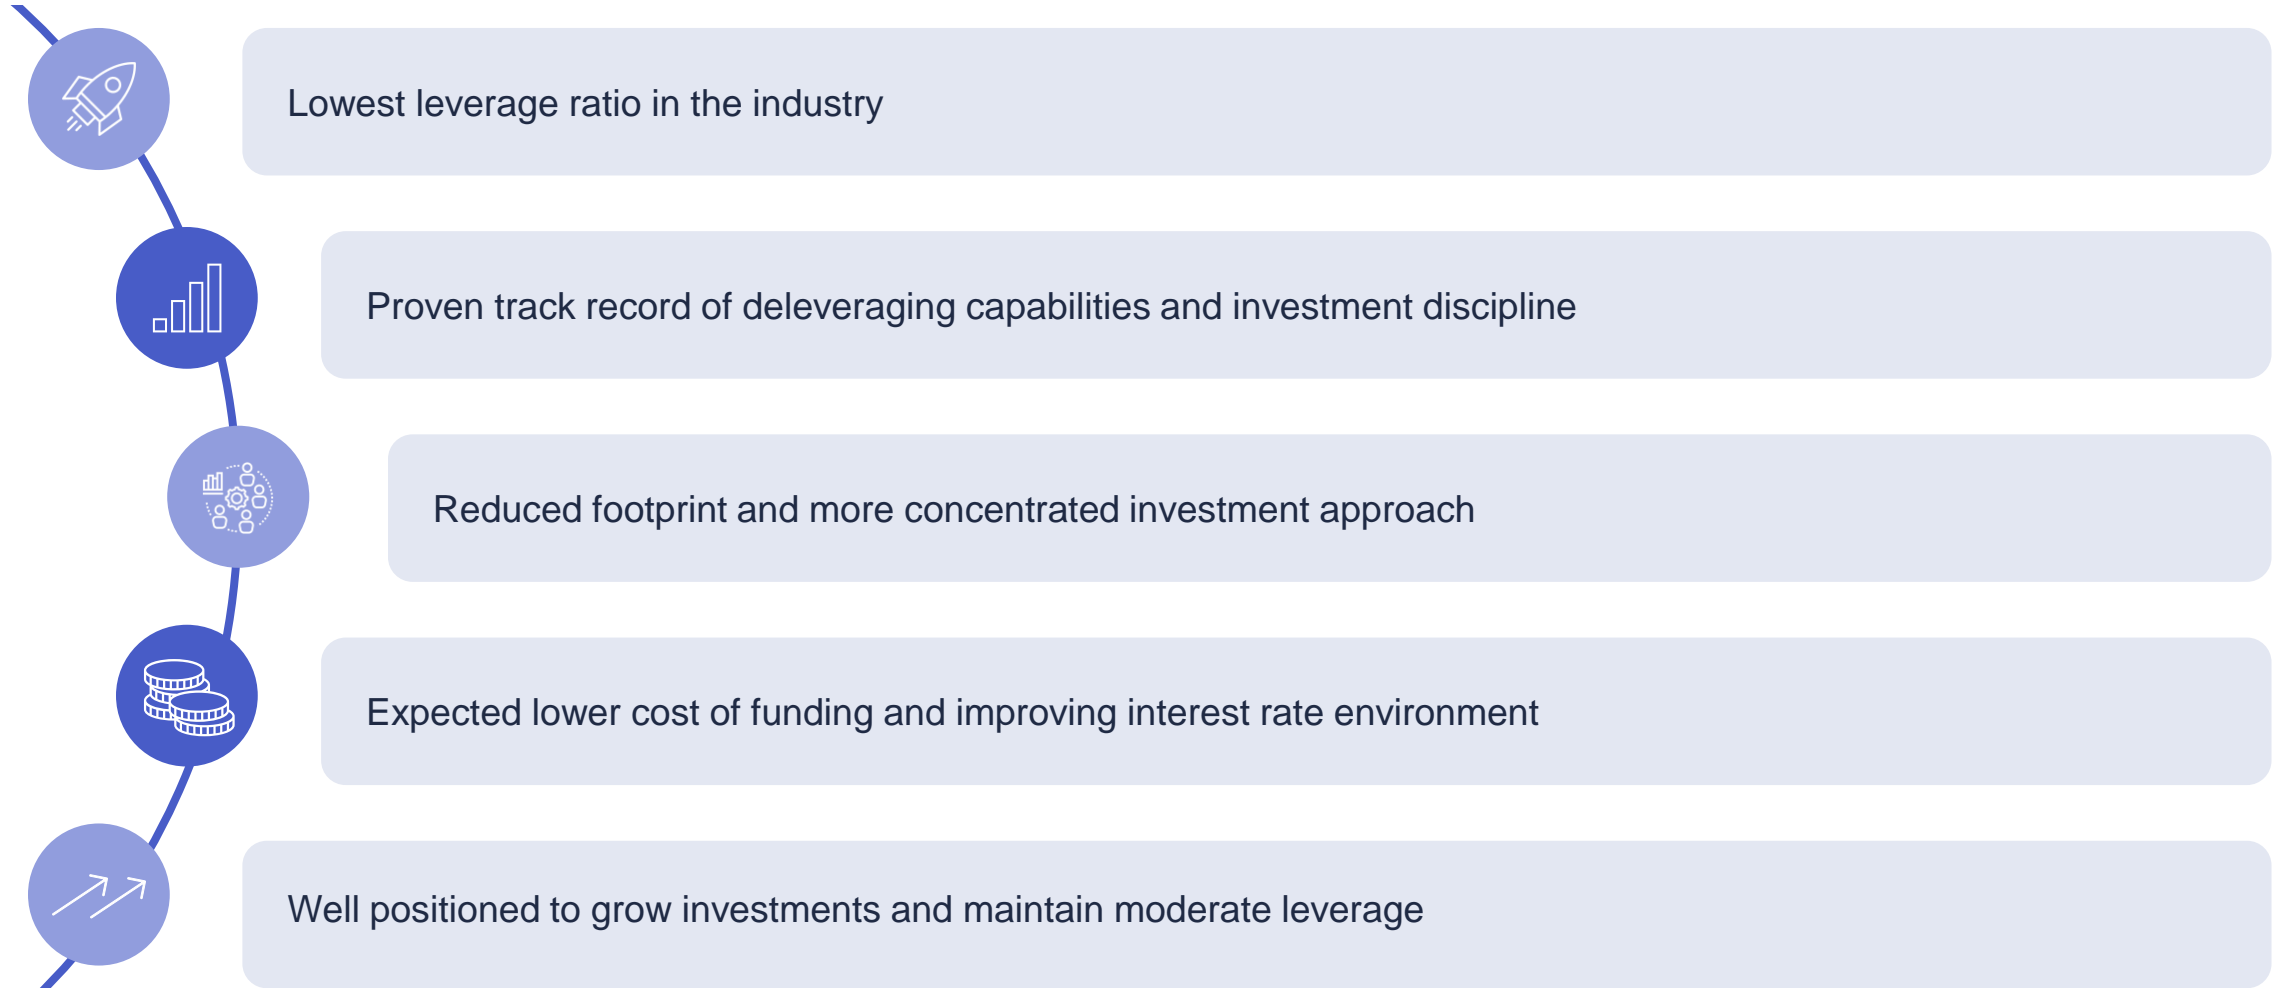 Lowest leverage ratio in the industry
Proven track record of deleveraging capabilities and investment discipline
Reduced footprint and more concentrated investment approach
Expected lower cost of funding and improving interest rate environment
Well positioned to grow investments and maintain moderate leverage